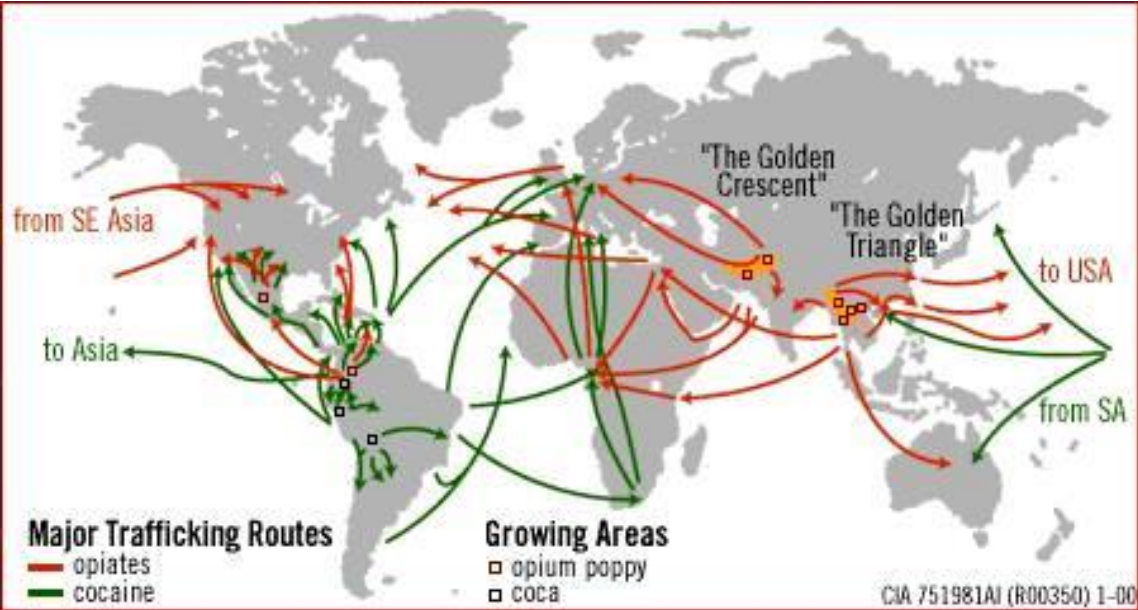 "The Golden
Crescent"
"The Golden
Triangle"
from SE Asia
to USA
to Asia
from SA
Major Trafficking Routes
opiates
cocaine
Growing Areas
opium poppy
coca
CIA 751981AI (R00350) 1-00